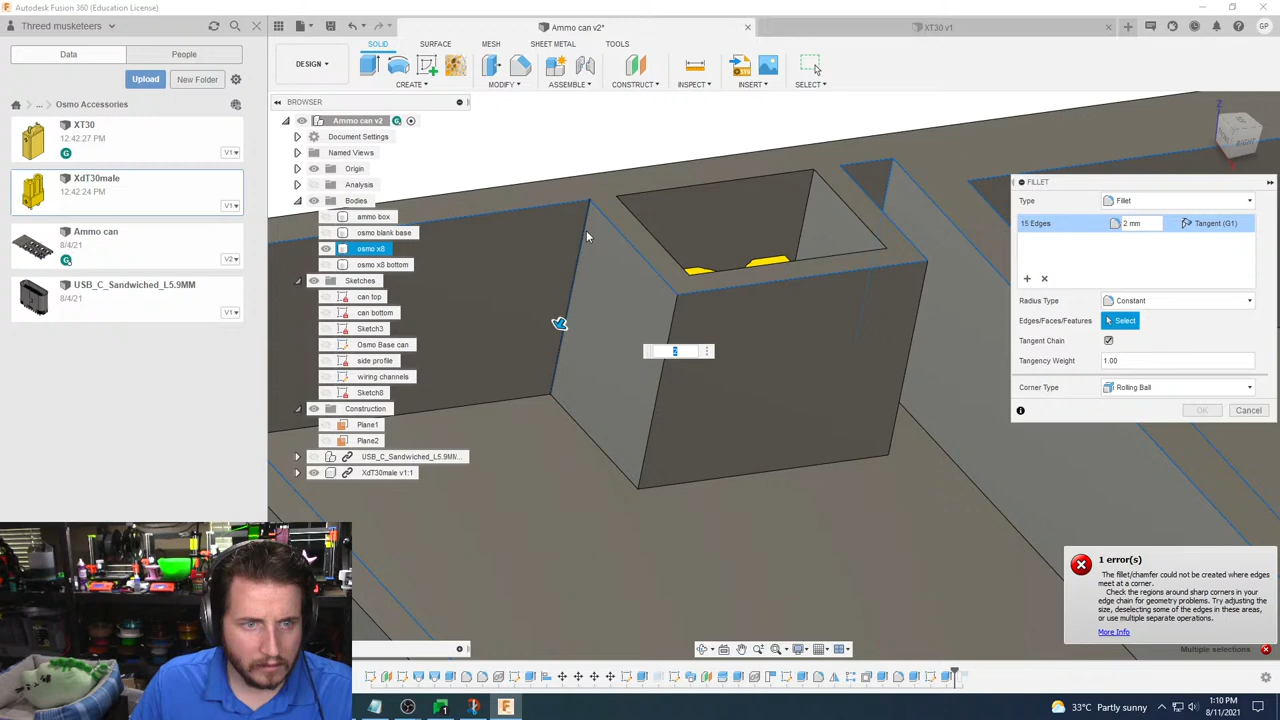 Autodesk Fusion 360 (Education License)
Threed musketeers
Ammo can v2*
XT30 v1
GP
Data
People
Upload
New Folder
... Osmo Accessories
XT30
12:42:27 PM
V1
XdT30male
12:42:24 PM
V1
Ammo can
8/4/21
V2
USB_C_Sandwiched_L5.9MM
8/4/21
V1
SOLID
SURFACE
MESH
SHEET METAL
TOOLS
DESIGN
CREATE
MODIFY
ASSEMBLE
CONSTRUCT
INSPECT
INSERT
SELECT
BROWSER
Ammo can v2
Document Settings
Named Views
Origin
Analysis
Bodies
ammo box
osmo blank base
osmo x8
osmo x8 bottom
Sketches
can top
can bottom
Sketch3
Osmo Base can
side profile
wiring channels
Sketch8
Construction
Plane1
Plane2
USB_C_Sandwiched_L5.9MM/...
XdT30male v1:1
Z
RIGHT
FILLET
Type
Fillet
15 Edges
2 mm
Tangent (G1)
Radius Type
Constant
Edges/Faces/Features
Select
Tangent Chain
Tangency Weight
1.00
Corner Type
Rolling Ball
OK
Cancel
2
1 error(s)
The fillet/chamfer could not be created where edges
meet at a corner.
Check the regions around sharp corners in your
edge chain for geometry problems. Try adjusting the
size, deselecting some of the edges in these areas,
or use multiple separate operations.
More Info
Multiple selections
33°C Partly sunny
1:10 PM
8/11/2021